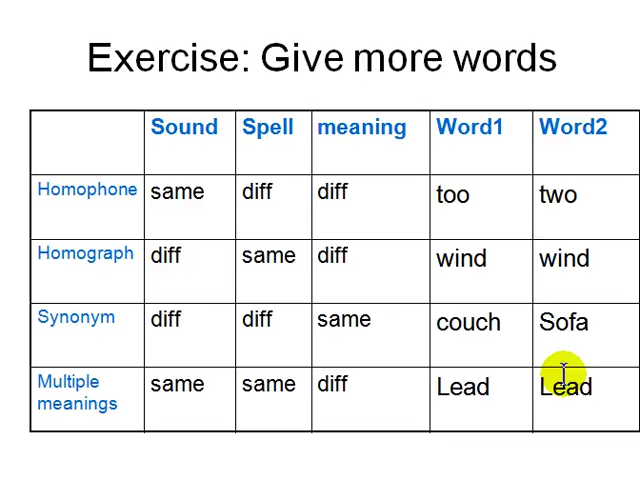 Exercise: Give more words
Sound Spell meaning Word1 Word2
Homophone same diff diff too two
Homograph diff same diff wind wind
Synonym diff diff same couch Sofa
Multiple meanings same same diff Lead Lead